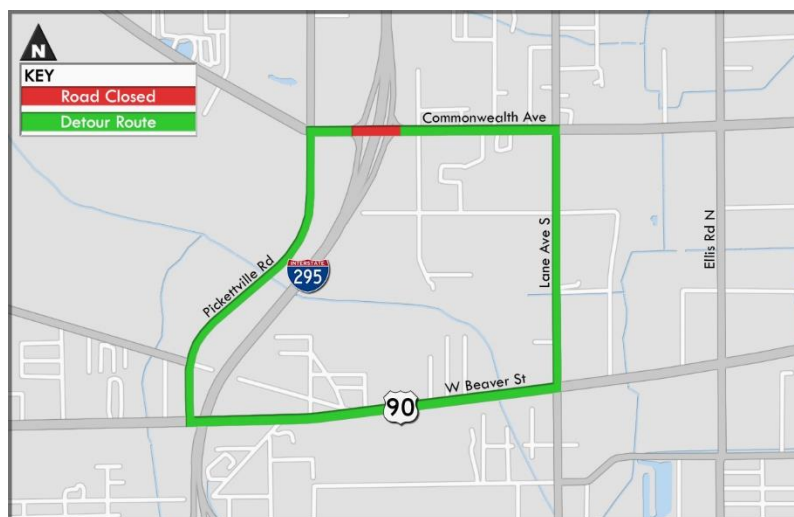 N
KEY
Road Closed
Detour Route
Commonwealth Ave
Pickettville Rd
INTERSTATE
295
Lane Ave S
Ellis Rd N
W Beaver St
90